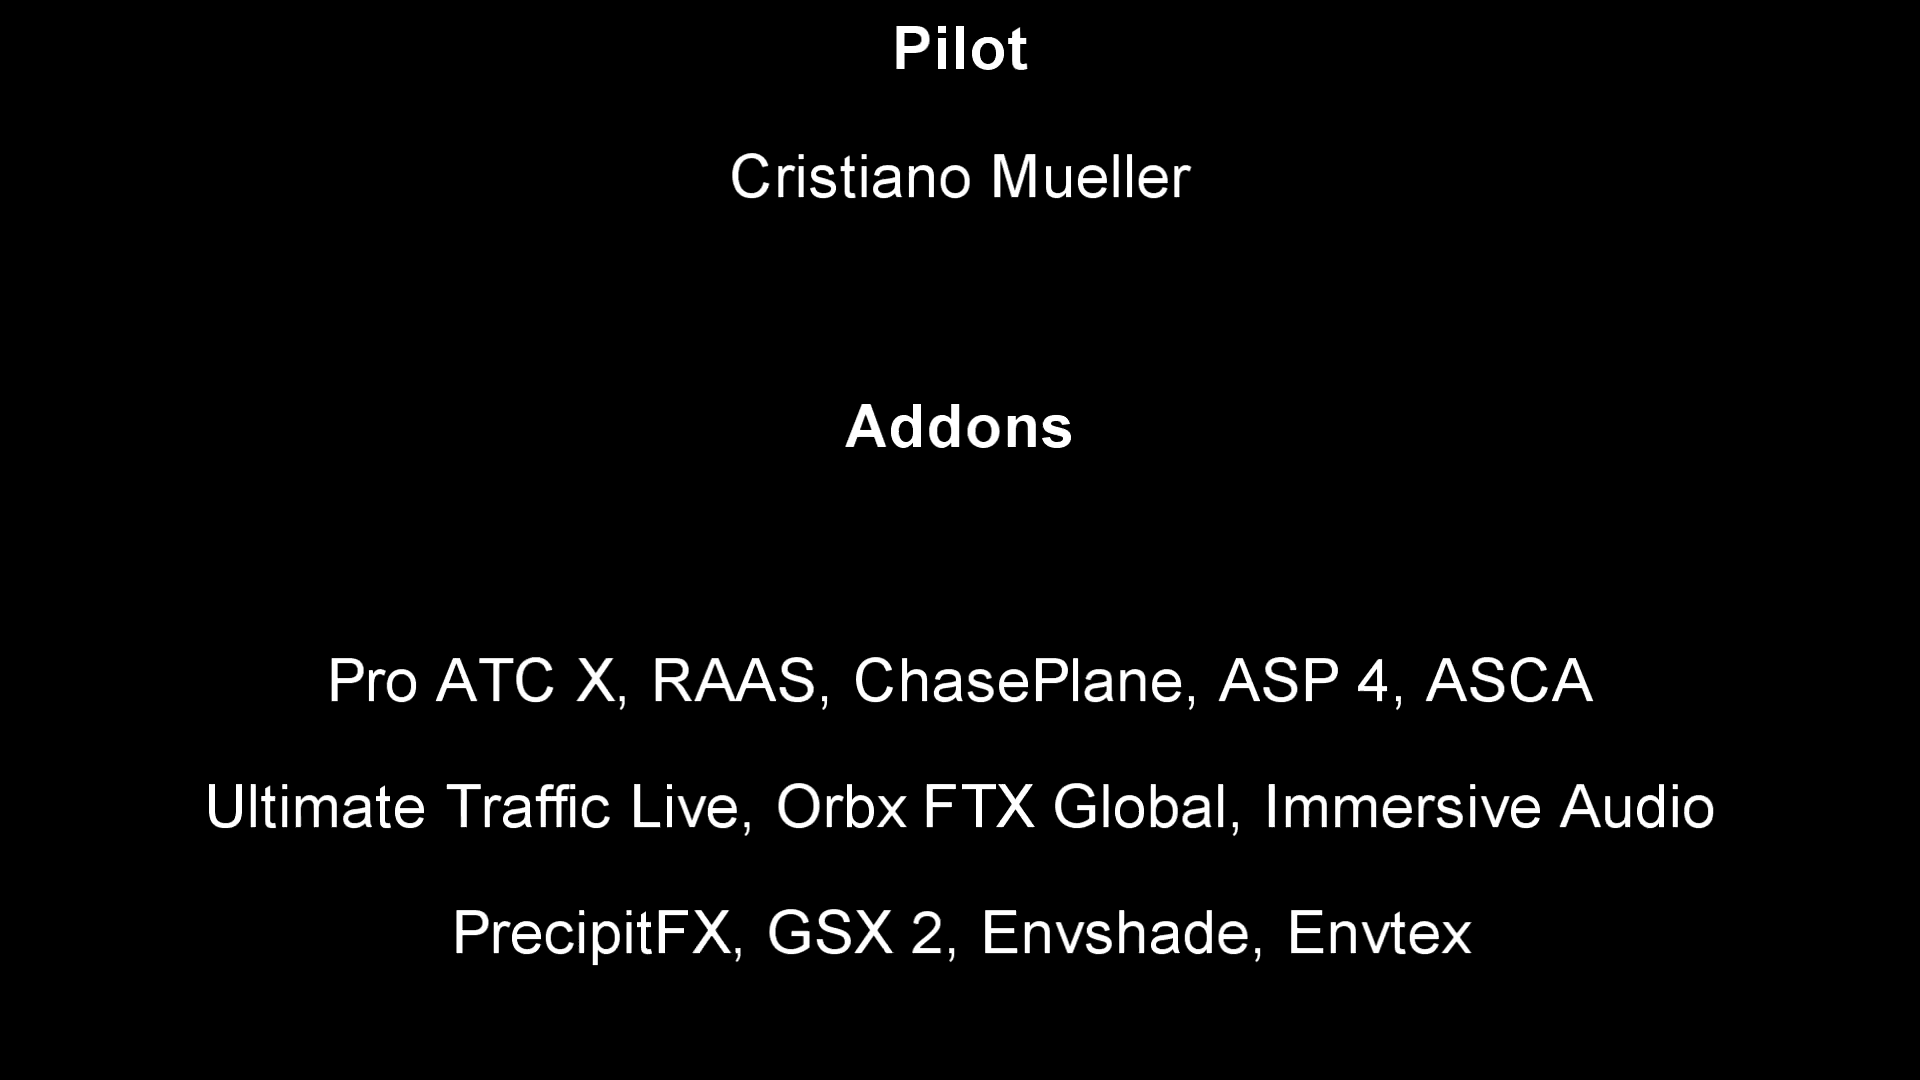 Pilot
Cristiano Mueller
Addons
Pro ATC X, RAAS, ChasePlane, ASP 4, ASCA
Ultimate Traffic Live, Orbx FTX Global, Immersive Audio
PrecipitFX, GSX 2, Envshade, Envtex